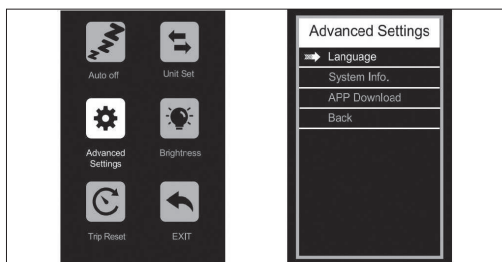 Auto off
Unit Set
Advanced
Settings
Brightness
Trip Reset
EXIT
Advanced Settings
Language
System Info.
APP Download
Back